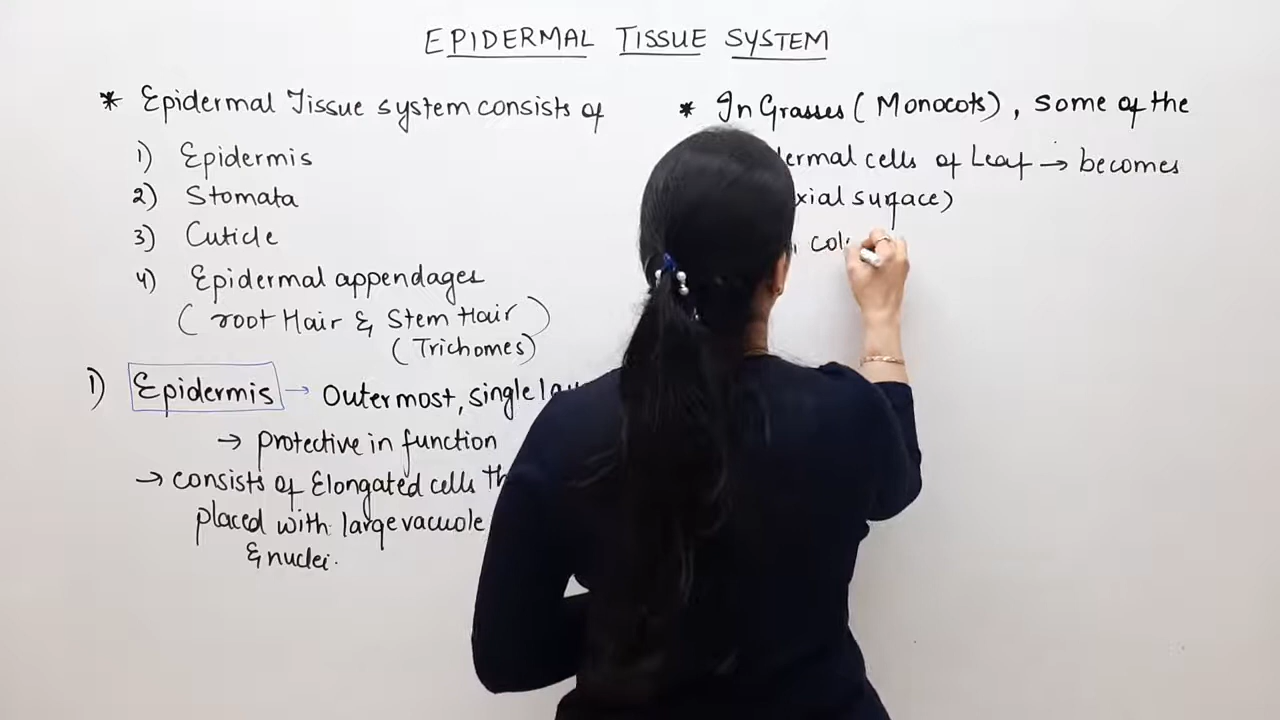 EPIDERMAL TISSUE SYSTEM
* Epidermal Tissue system consists of
1) Epidermis
2) Stomata
3) Cuticle
4) Epidermal appendages
( root Hair & Stem Hair )
( Trichomes)
1) Epidermis → Outermost, single
→ protective in function
→ consists of Elongated cells
placed with large vacuole
& nuclei.
* In Grasses ( Monocots) , some of the
cells of Leaf → becomes
surface)